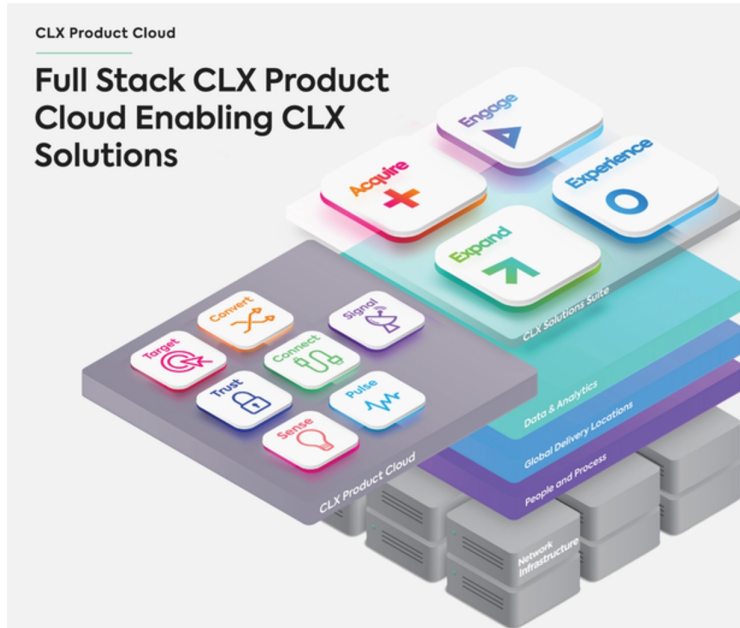 CLX Product Cloud
Full Stack CLX Product
Cloud Enabling CLX
Solutions
Engage
Acquire
Experience
Expand
CLX Solutions Suite
Convert
Signal
Target
Connect
Trust
Pulse
Sense
CLX Product Cloud
Data & Analytics
Global Delivery Locations
People and Process
Network
Infrastructure